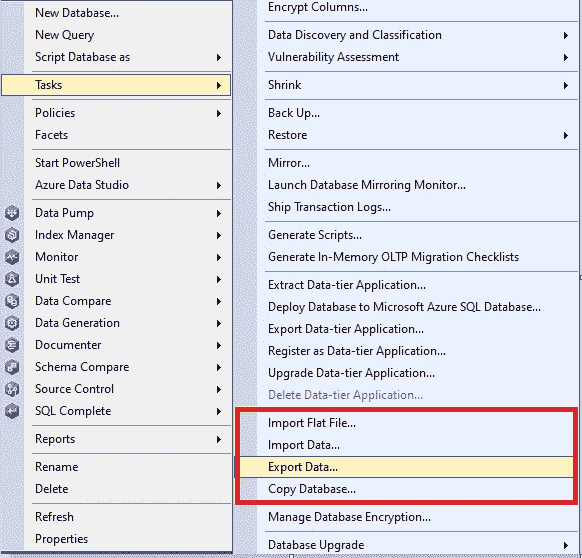 New Database...
New Query
Script Database as
Tasks
Policies
Facets
Start PowerShell
Azure Data Studio
Data Pump
Index Manager
Monitor
Unit Test
Data Compare
Data Generation
Documenter
Schema Compare
Source Control
SQL Complete
Reports
Rename
Delete
Refresh
Properties
Encrypt Columns...
Data Discovery and Classification
Vulnerability Assessment
Shrink
Back Up...
Restore
Mirror...
Launch Database Mirroring Monitor...
Ship Transaction Logs...
Generate Scripts...
Generate In-Memory OLTP Migration Checklists
Extract Data-tier Application...
Deploy Database to Microsoft Azure SQL Database...
Export Data-tier Application...
Register as Data-tier Application...
Upgrade Data-tier Application...
Delete Data-tier Application...
Import Flat File...
Import Data...
Export Data...
Copy Database...
Manage Database Encryption...
Database Upgrade